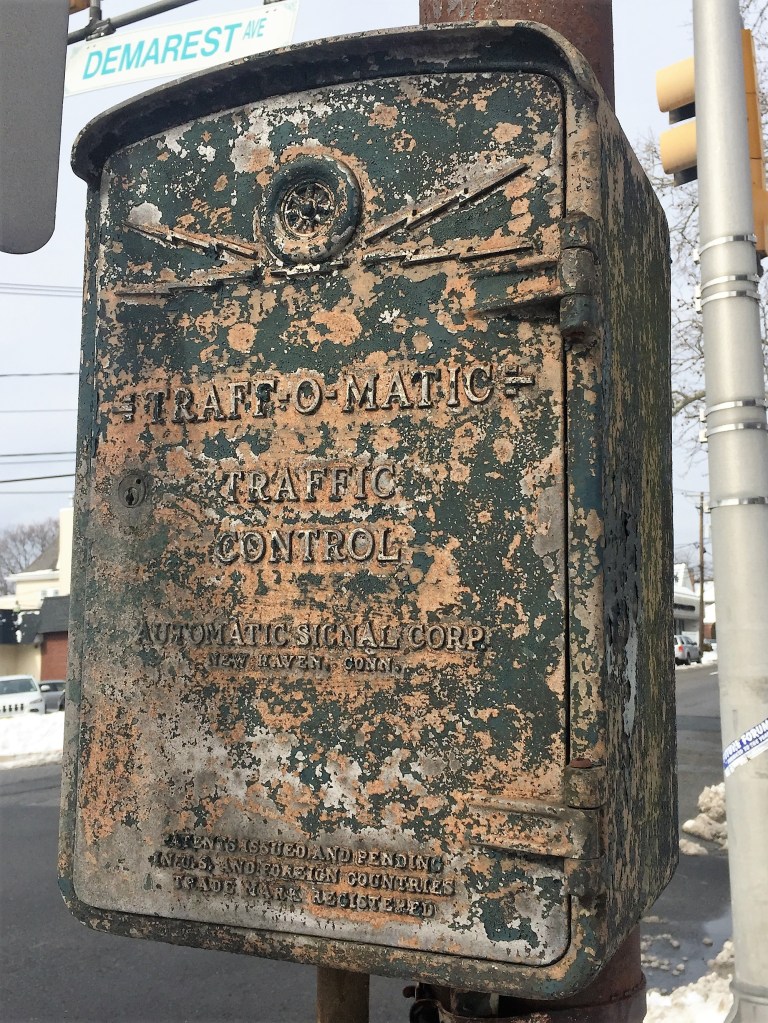 DEMAREST AVE
TRAFF-O-MATIC
TRAFFIC
CONTROL
AUTOMATIC SIGNAL CORP.
NEW HAVEN, CONN.,
PATENTS ISSUED AND PENDING
IN U.S. AND FOREIGN COUNTRIES
TRADE MARK REGISTERED
FORUM